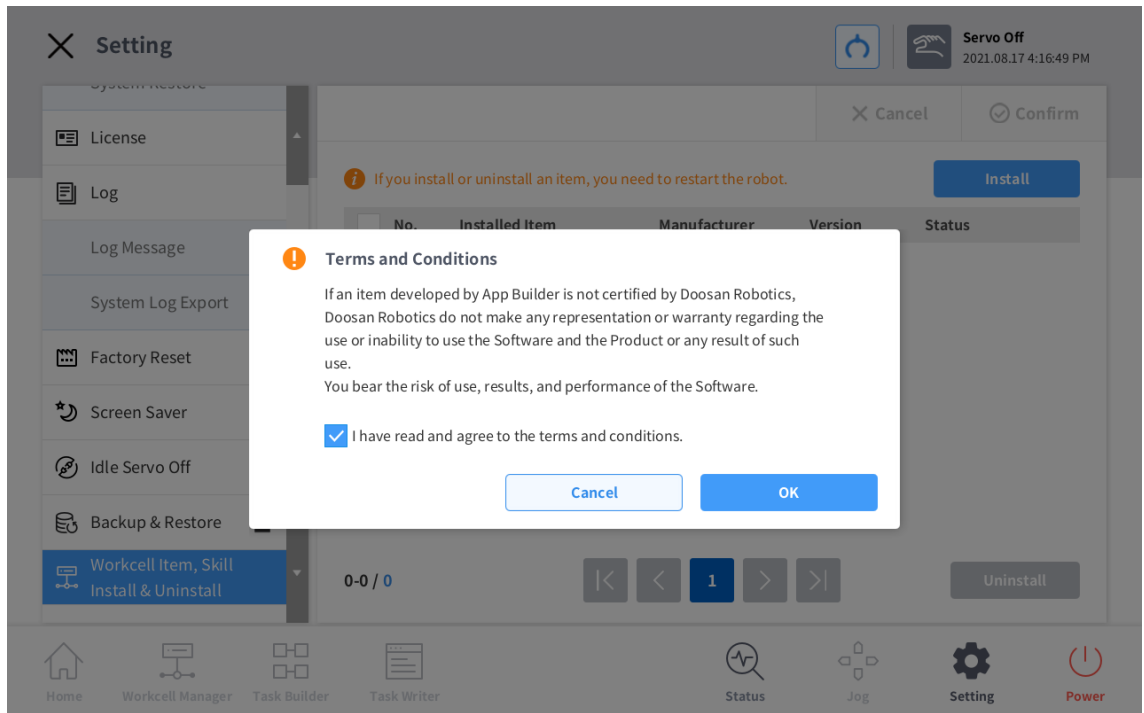 Setting
Servo Off
2021.08.17 4:16:49 PM
System Restore
License
Log
Log Message
System Log Export
Factory Reset
Screen Saver
Idle Servo Off
Backup & Restore
Workcell Item, Skill
Install & Uninstall
Cancel
Confirm
If you install or uninstall an item, you need to restart the robot.
Install
No. Installed Item Manufacturer Version Status
Terms and Conditions
If an item developed by App Builder is not certified by Doosan Robotics,
Doosan Robotics do not make any representation or warranty regarding the
use or inability to use the Software and the Product or any result of such
use.
You bear the risk of use, results, and performance of the Software.
I have read and agree to the terms and conditions.
Cancel
OK
0-0 / 0
1
Uninstall
Home
Workcell Manager
Task Builder
Task Writer
Status
Jog
Setting
Power